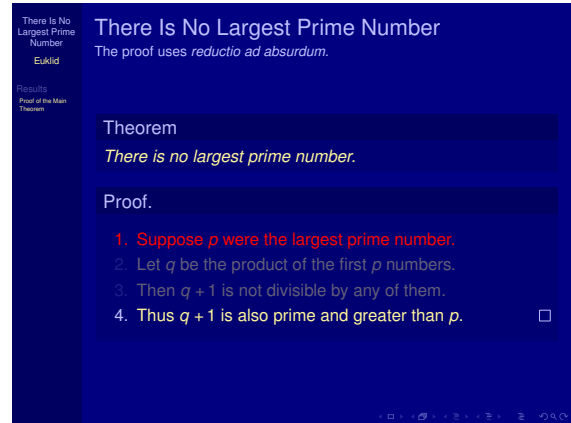 There Is No
Largest Prime
Number
Euklid
Results
Proof of the Main
Theorem
There Is No Largest Prime Number
The proof uses reductio ad absurdum.
Theorem
There is no largest prime number.
Proof.
1. Suppose p were the largest prime number.
2. Let q be the product of the first p numbers.
3. Then q + 1 is not divisible by any of them.
4. Thus q + 1 is also prime and greater than p. □